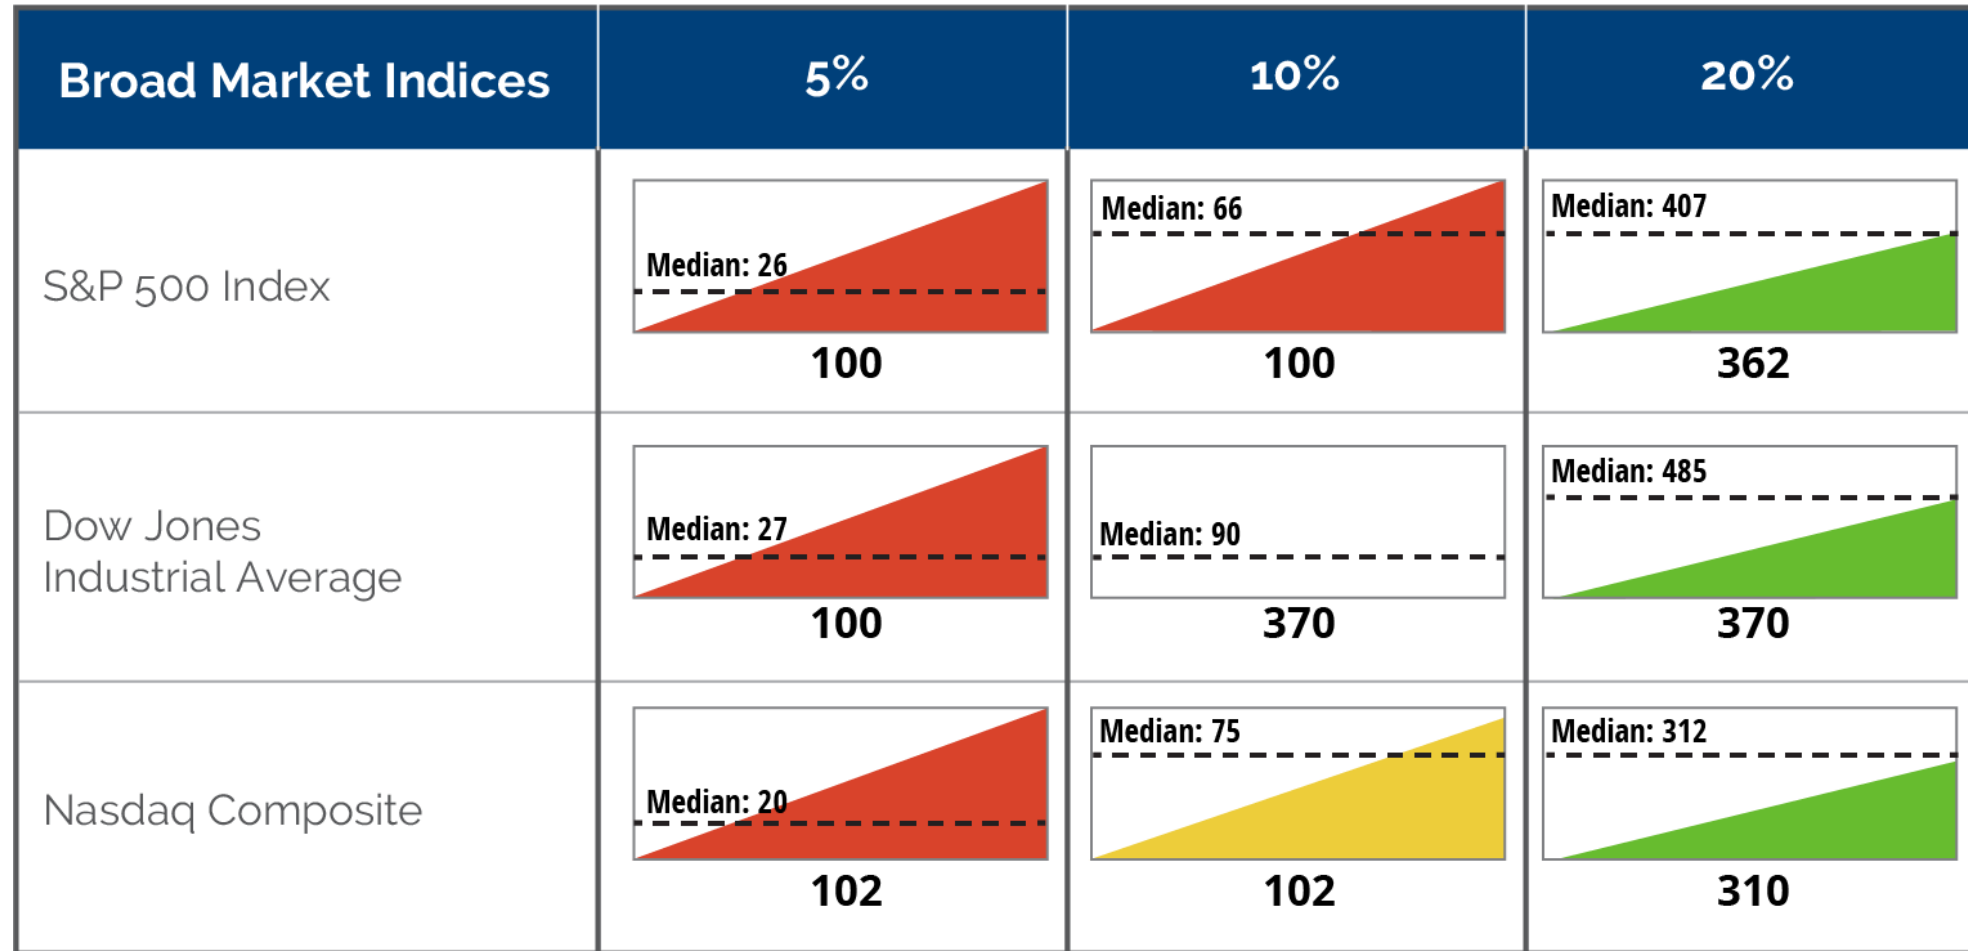 Broad Market Indices
5%
10%
20%
S&P 500 Index
Median: 26
100
Median: 66
100
Median: 407
362
Dow Jones
Industrial Average
Median: 27
100
Median: 90
370
Median: 485
370
Nasdaq Composite
Median: 20
102
Median: 75
102
Median: 312
310